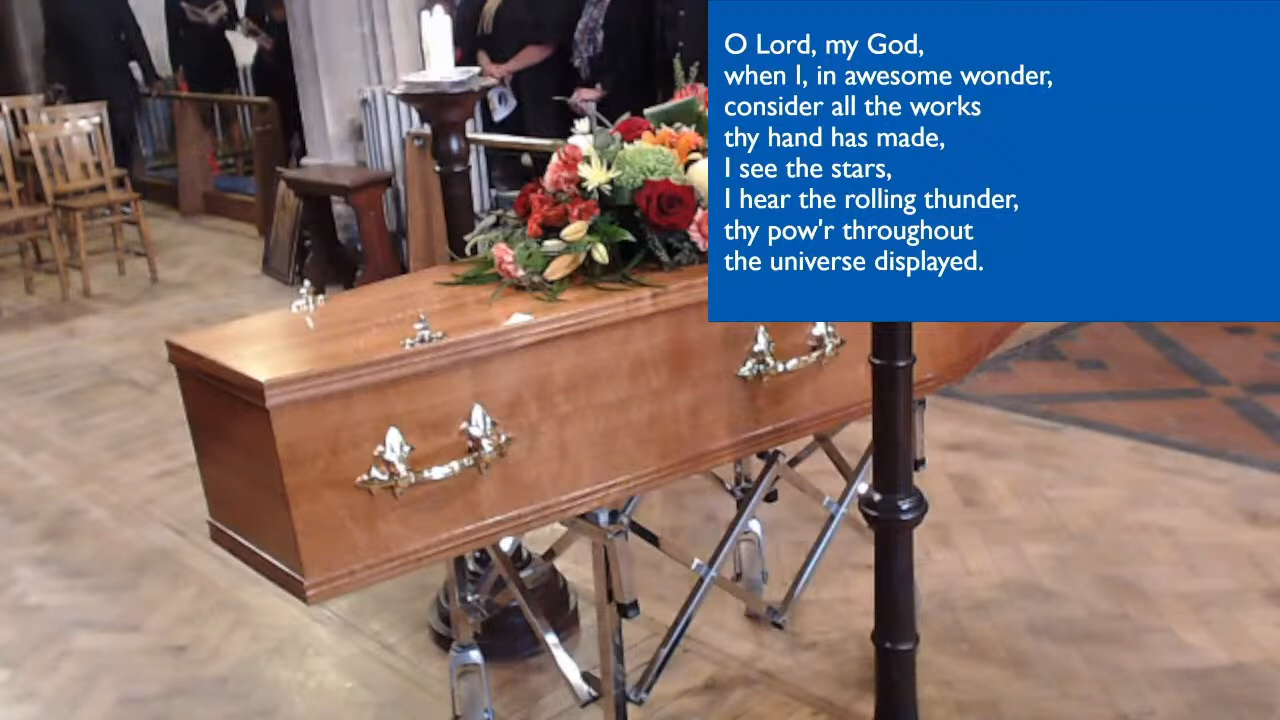 O Lord, my God,
when I, in awesome wonder,
consider all the works
thy hand has made,
I see the stars,
I hear the rolling thunder,
thy pow'r throughout
the universe displayed.